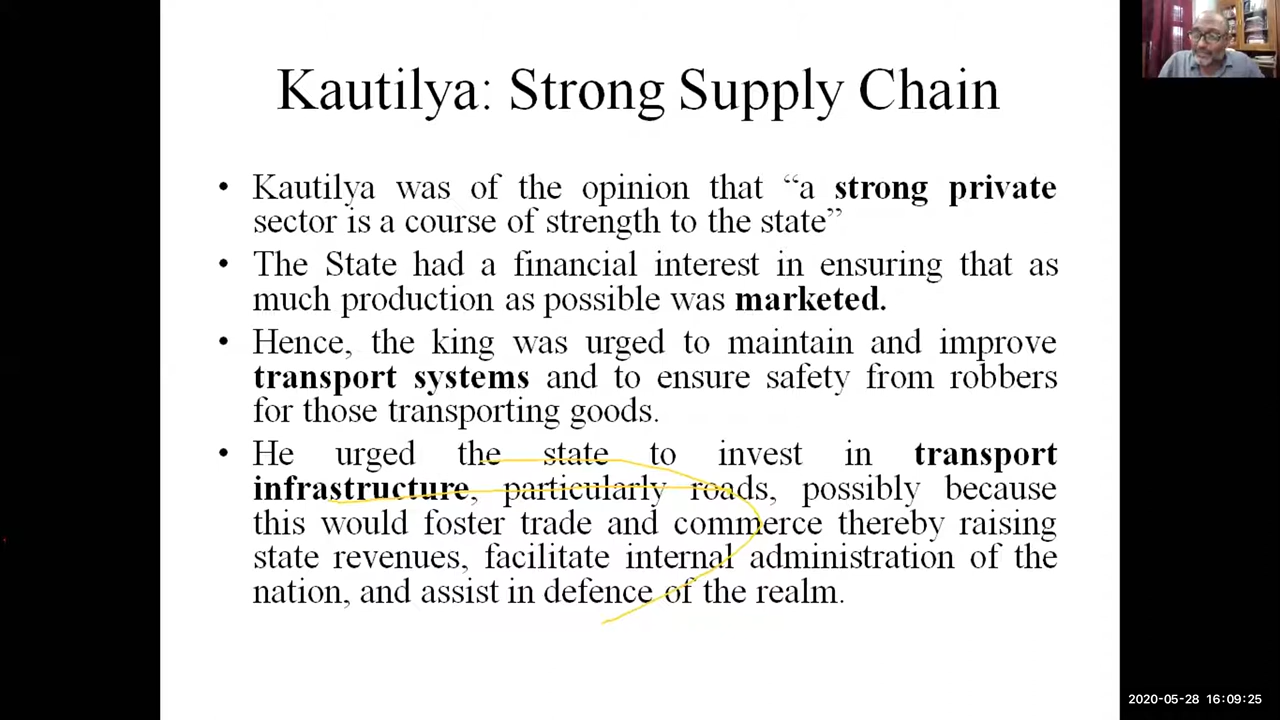 Kautilya: Strong Supply Chain
• Kautilya was of the opinion that “a strong private
sector is a course of strength to the state”
• The State had a financial interest in ensuring that as
much production as possible was marketed.
• Hence, the king was urged to maintain and improve
transport systems and to ensure safety from robbers
for those transporting goods.
• He urged the state to invest in transport
infrastructure, particularly roads, possibly because
this would foster trade and commerce thereby raising
state revenues, facilitate internal administration of the
nation, and assist in defence of the realm.
2020-05-28 16:09:25